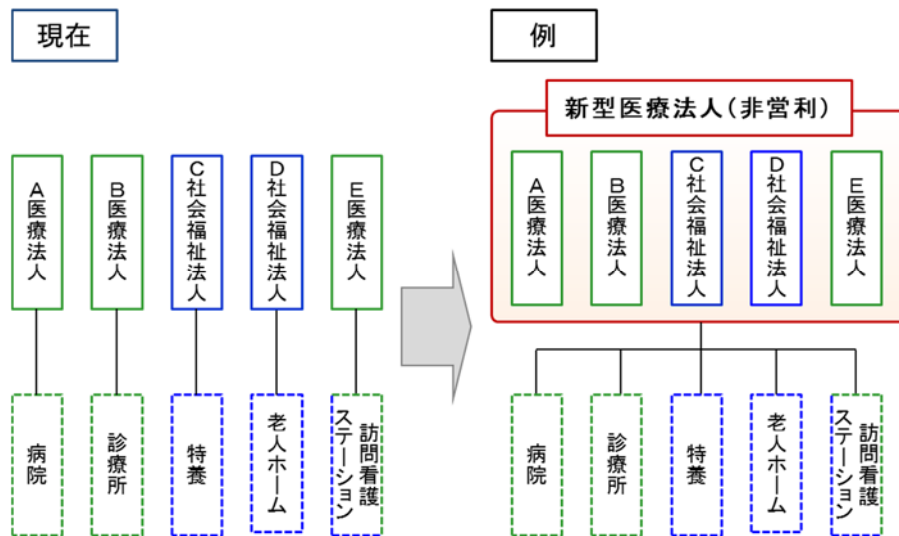 現在
A医療法人
B医療法人
C社会福祉法人
D社会福祉法人
E医療法人
病院
診療所
特養
老人ホーム
訪問看護
ステーション
例
新型医療法人(非営利)
A医療法人
B医療法人
C社会福祉法人
D社会福祉法人
E医療法人
病院
診療所
特養
老人ホーム
訪問看護
ステーション